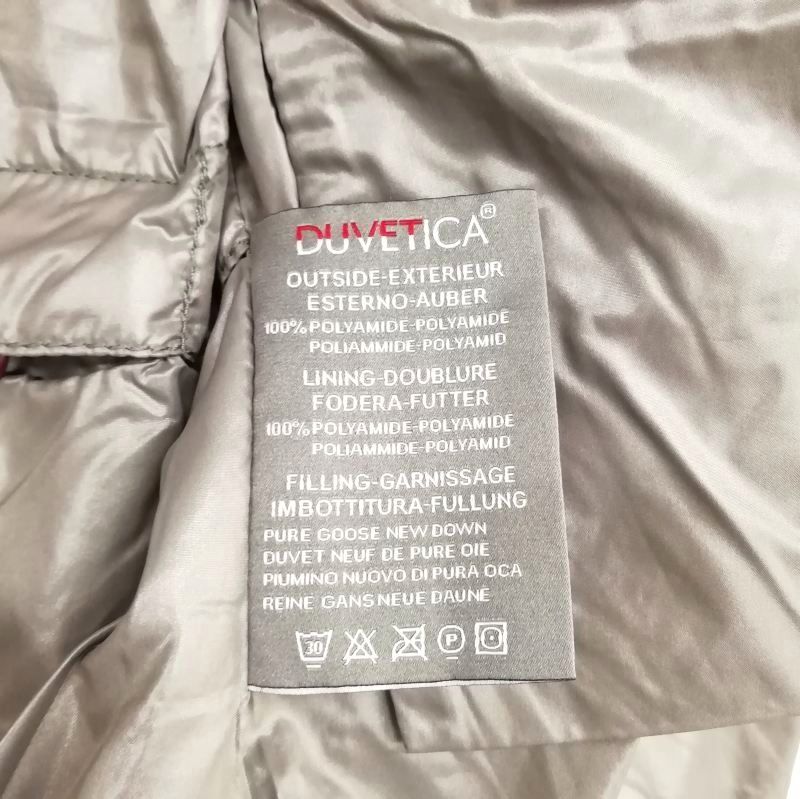 DUVETICA®
OUTSIDE-EXTERIEUR
ESTERNO-AUBER
100% POLYAMIDE-POLYAMIDE
POLIAMMIDE-POLYAMID
LINING-DOUBLURE
FODERA-FUTTER
100% POLYAMIDE-POLYAMIDE
POLIAMMIDE-POLYAMID
FILLING-GARNISSAGE
IMBOTTITURA-FULLUNG
PURE GOOSE NEW DOWN
DUVET NEUF DE PURE OIE
PIUMINO NUOVO DI PURA OCA
REINE GANS NEUE DAUNE
30 P